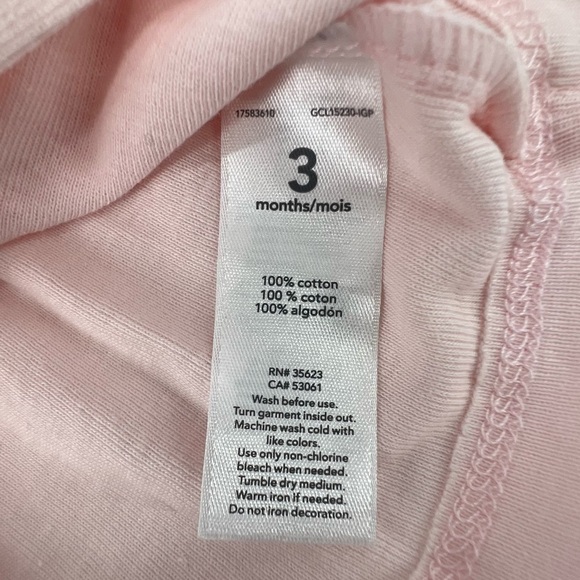 17583610 GCL15230-IGP
3
months/mois
100% cotton
100 % coton
100% algodón
RN# 35623
CA# 53061
Wash before use.
Turn garment inside out.
Machine wash cold with
like colors.
Use only non-chlorine
bleach when needed.
Tumble dry medium.
Warm iron if needed.
Do not iron decoration.